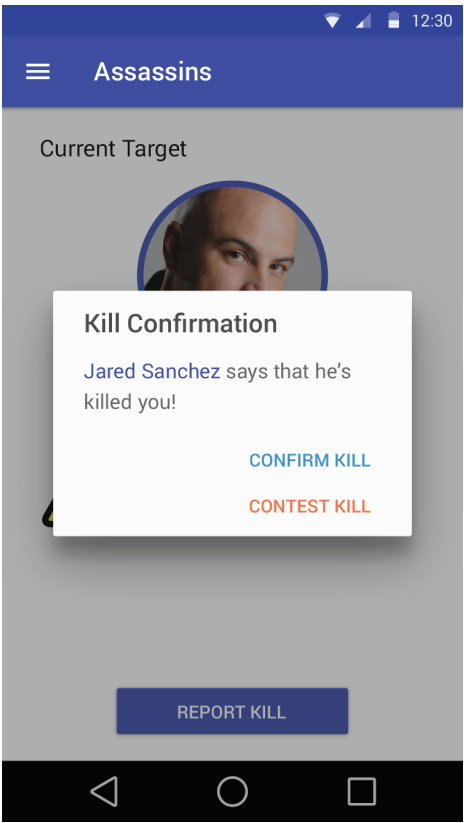 12:30
Assassins
Current Target
Kill Confirmation
Jared Sanchez says that he's
killed you!
CONFIRM KILL
CONTEST KILL
REPORT KILL